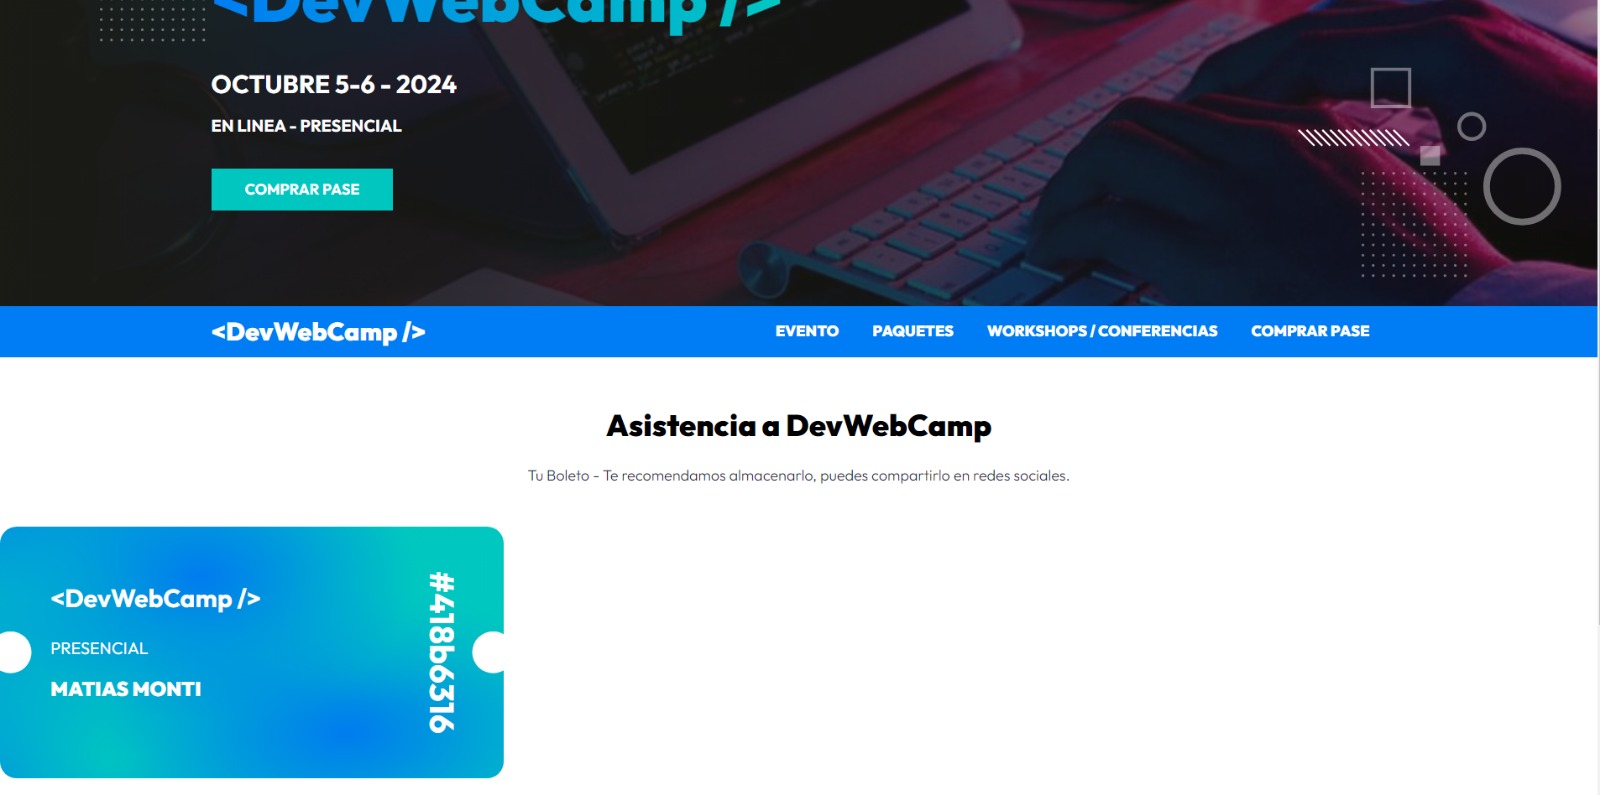 <DevWebCamp />
OCTUBRE 5-6 - 2024
EN LINEA - PRESENCIAL
COMPRAR PASE
<DevWebCamp />
EVENTO
PAQUETES
WORKSHOPS / CONFERENCIAS
COMPRAR PASE
Asistencia a DevWebCamp
Tu Boleto - Te recomendamos almacenarlo, puedes compartirlo en redes sociales.
<DevWebCamp />
PRESENCIAL
MATIAS MONTI
#418b6316